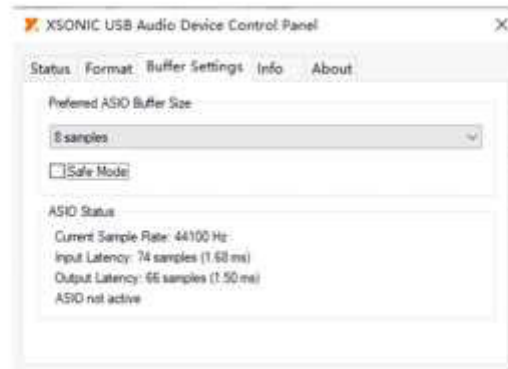 XSONIC USB Audio Device Control Panel
Status Format Buffer Settings Info About
Preferred ASIO Buffer Size
8 samples
Safe Mode
ASIO Status
Current Sample Rate: 44100 Hz
Input Latency: 74 samples (1.68 ms)
Output Latency: 66 samples (1.50 ms)
ASIO not active